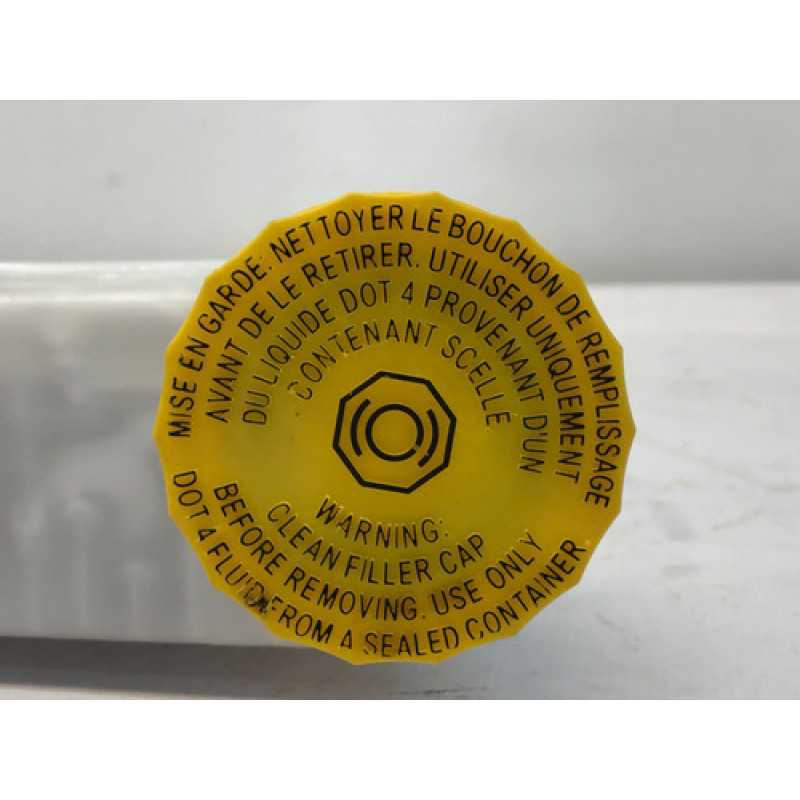 MISE EN GARDE: NETTOYER LE BOUCHON DE REMPLISSAGE
AVANT DE LE RETIRER. UTILISER UNIQUEMENT
DU LIQUIDE DOT 4 PROVENANT D'UN
CONTENANT SCELLE
WARNING:
CLEAN FILLER CAP
BEFORE REMOVING. USE ONLY
DOT 4 FLUID FROM A SEALED CONTAINER.